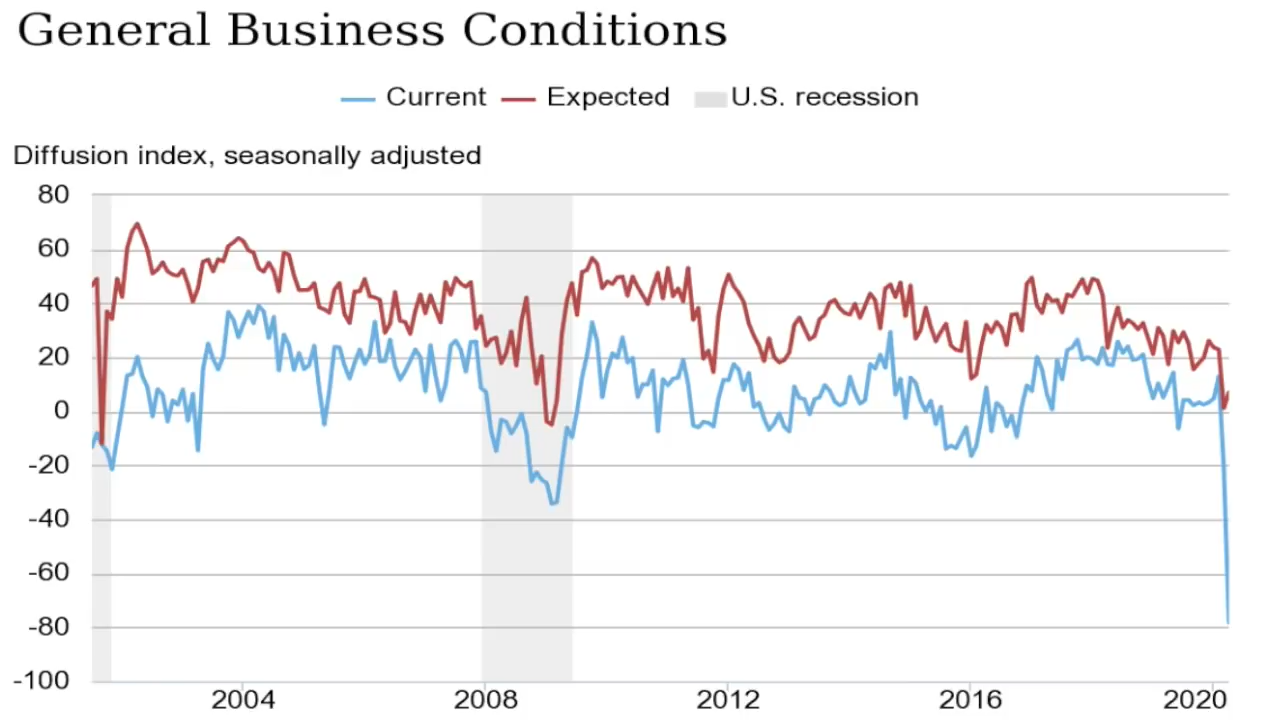 General Business Conditions
Current Expected U.S. recession
Diffusion index, seasonally adjusted
80
60
40
20
0
-20
-40
-60
-80
-100
2004 2008 2012 2016 2020